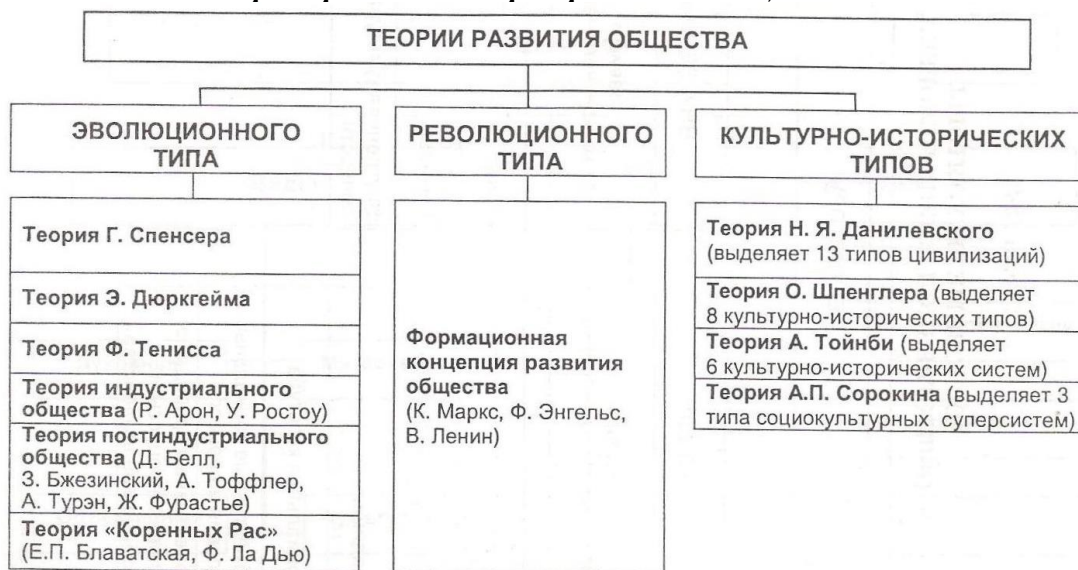 ТЕОРИИ РАЗВИТИЯ ОБЩЕСТВА
ЭВОЛЮЦИОННОГО
ТИПА
Теория Г. Спенсера
Теория Э. Дюркгейма
Теория Ф. Тенисса
Теория индустриального
общества (Р. Арон, У. Ростоу)
Теория постиндустриального
общества (Д. Белл,
З. Бжезинский, А. Тоффлер,
А. Турэн, Ж. Фурастье)
Теория «Коренных Рас»
(Е.П. Блаватская, Ф. Ла Дью)
РЕВОЛЮЦИОННОГО
ТИПА
Формационная
концепция развития
общества
(К. Маркс, Ф. Энгельс,
В. Ленин)
КУЛЬТУРНО-ИСТОРИЧЕСКИХ
ТИПОВ
Теория Н. Я. Данилевского
(выделяет 13 типов цивилизаций)
Теория О. Шпенглера (выделяет
8 культурно-исторических типов)
Теория А. Тойнби (выделяет
6 культурно-исторических систем)
Теория А.П. Сорокина (выделяет 3
типа социокультурных суперсистем)